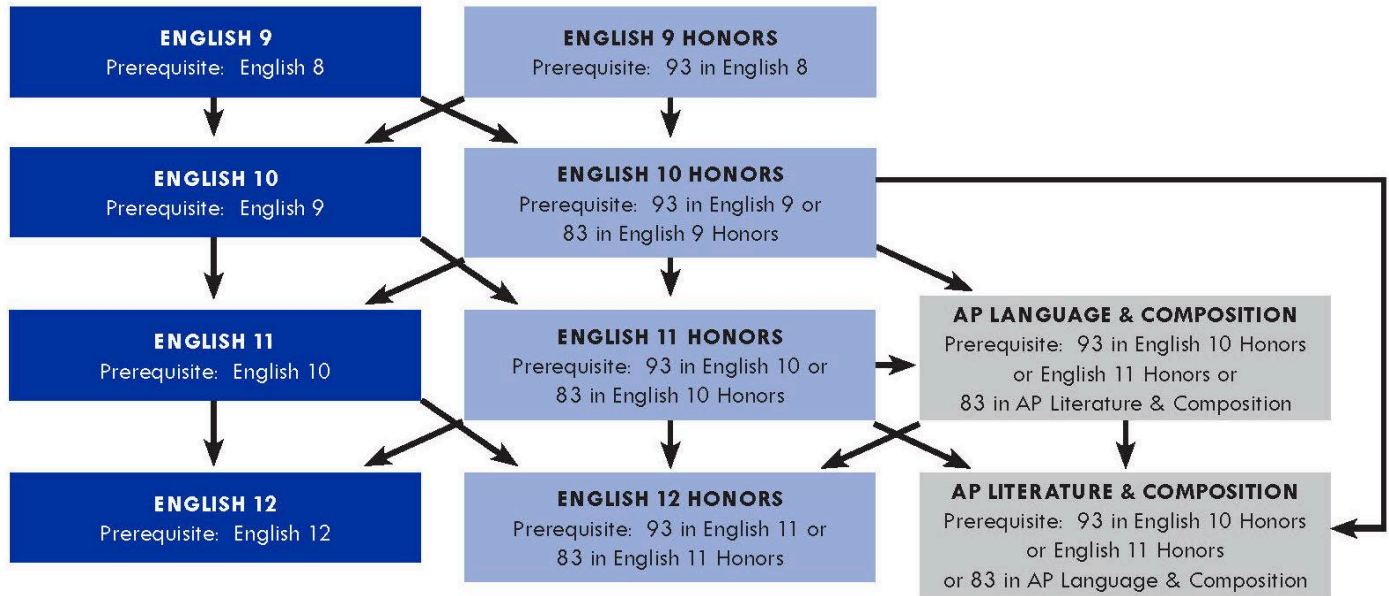 ENGLISH 9
Prerequisite: English 8
ENGLISH 9 HONORS
Prerequisite: 93 in English 8
ENGLISH 10
Prerequisite: English 9
ENGLISH 10 HONORS
Prerequisite: 93 in English 9 or
83 in English 9 Honors
ENGLISH 11
Prerequisite: English 10
ENGLISH 11 HONORS
Prerequisite: 93 in English 10 or
83 in English 10 Honors
AP LANGUAGE & COMPOSITION
Prerequisite: 93 in English 10 Honors
or English 11 Honors or
83 in AP Literature & Composition
ENGLISH 12
Prerequisite: English 12
ENGLISH 12 HONORS
Prerequisite: 93 in English 11 or
83 in English 11 Honors
AP LITERATURE & COMPOSITION
Prerequisite: 93 in English 10 Honors
or English 11 Honors
or 83 in AP Language & Composition